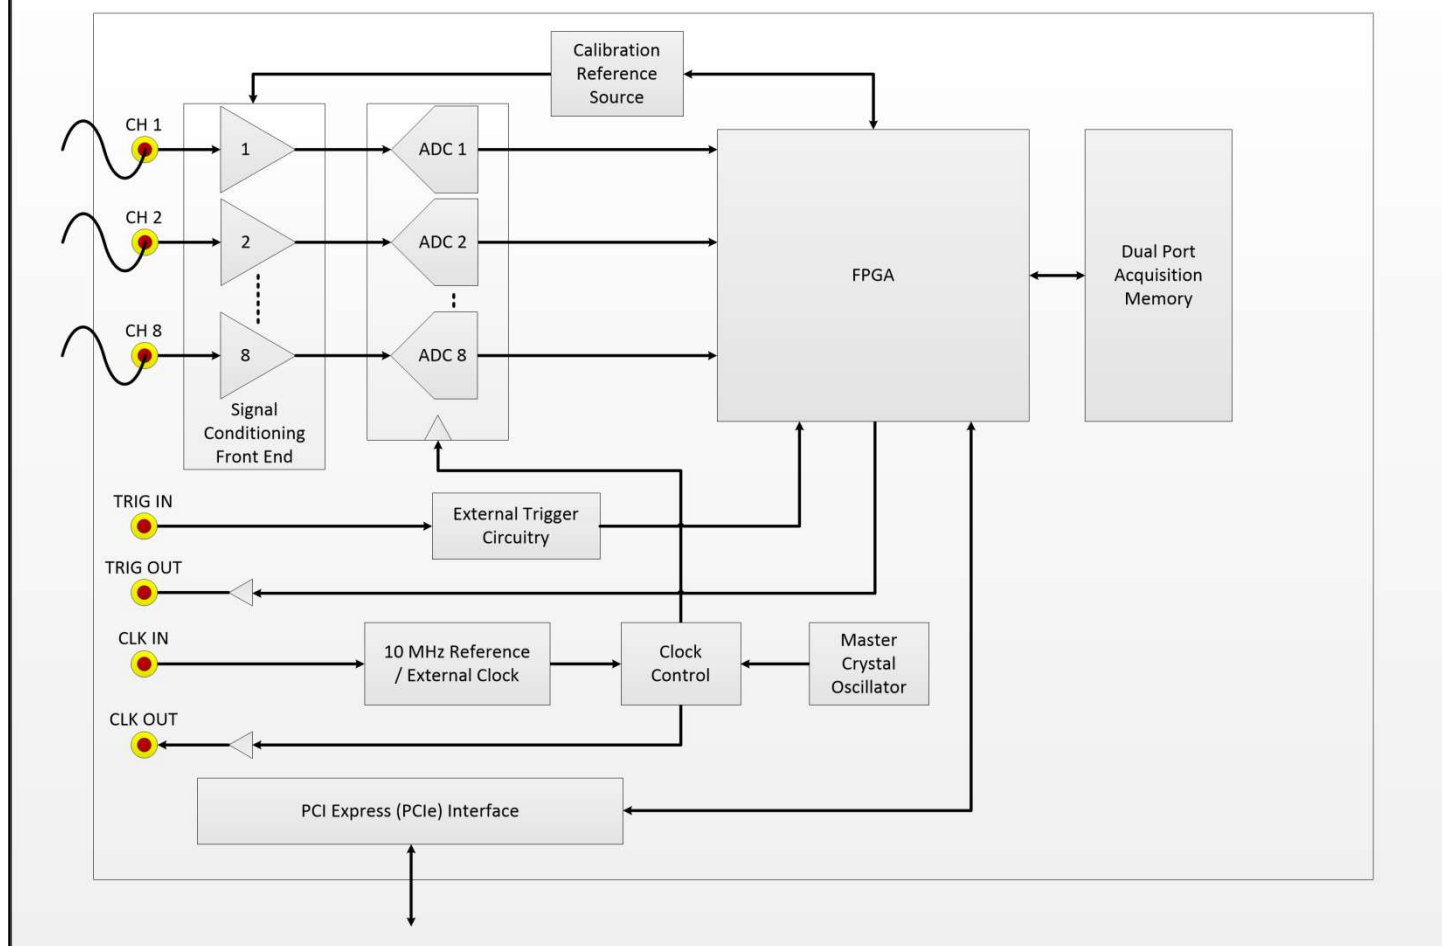 Calibration
Reference
Source
CH 1
1
ADC 1
CH 2
2
ADC 2
FPGA
Dual Port
Acquisition
Memory
CH 8
8
ADC 8
Signal
Conditioning
Front End
TRIG IN
External Trigger
Circuitry
TRIG OUT
CLK IN
10 MHz Reference
/ External Clock
Clock
Control
Master
Crystal
Oscillator
CLK OUT
PCI Express (PCIe) Interface